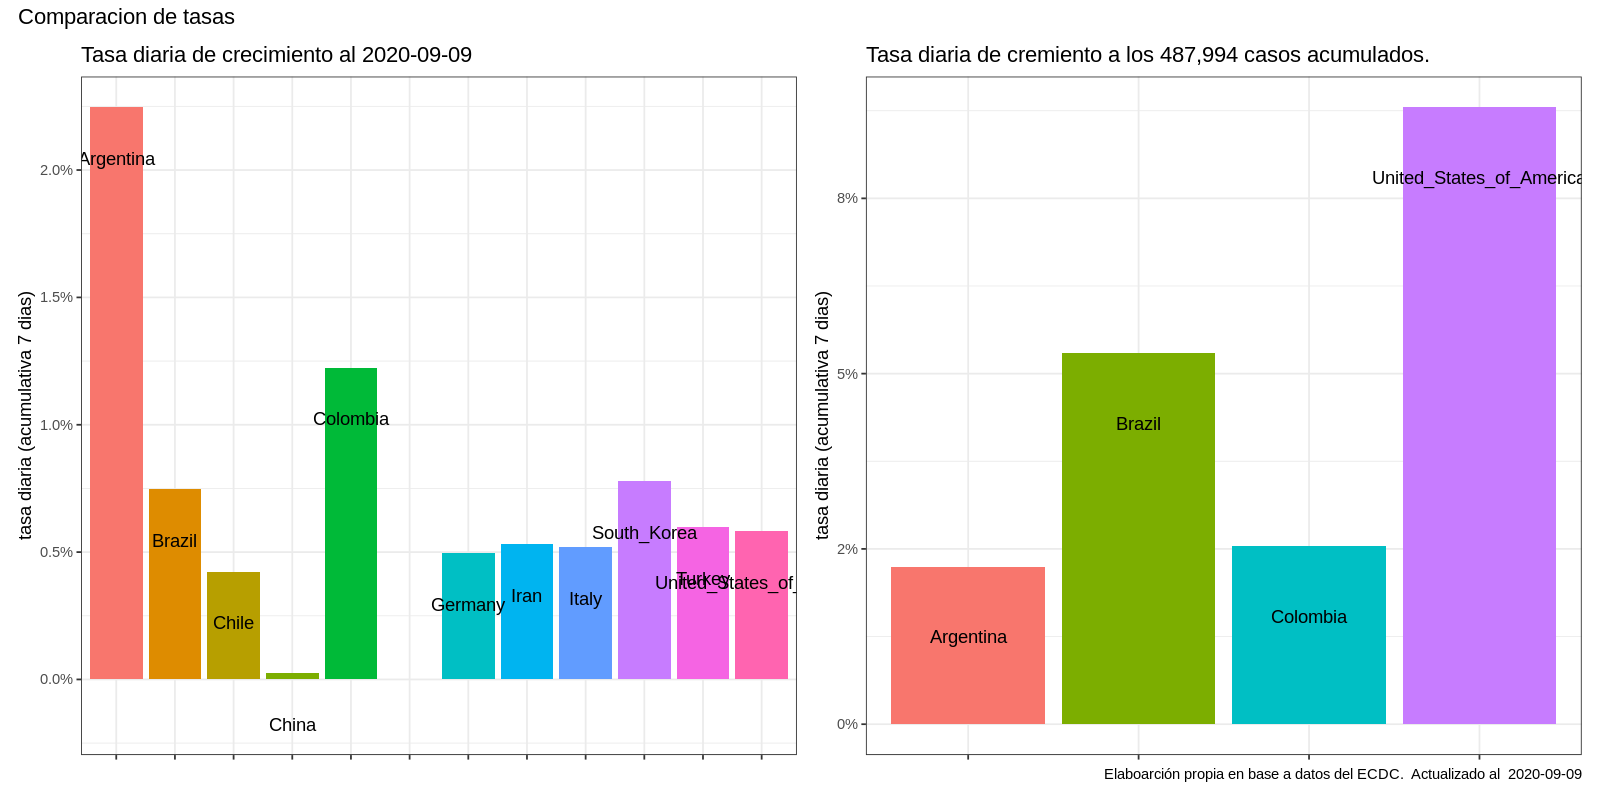 Comparacion de tasas
Tasa diaria de crecimiento al 2020-09-09
tasa diaria (acumulativa 7 dias)
2.0%
1.5%
1.0%
0.5%
0.0%
Argentina
Brazil
Chile
China
Colombia
Germany
Iran
Italy
South_Korea
Turkey
United_States_of_
Tasa diaria de cremiento a los 487,994 casos acumulados.
tasa diaria (acumulativa 7 dias)
8%
5%
2%
0%
Argentina
Brazil
Colombia
United_States_of_America
Elaboarción propia en base a datos del ECDC.  Actualizado al  2020-09-09